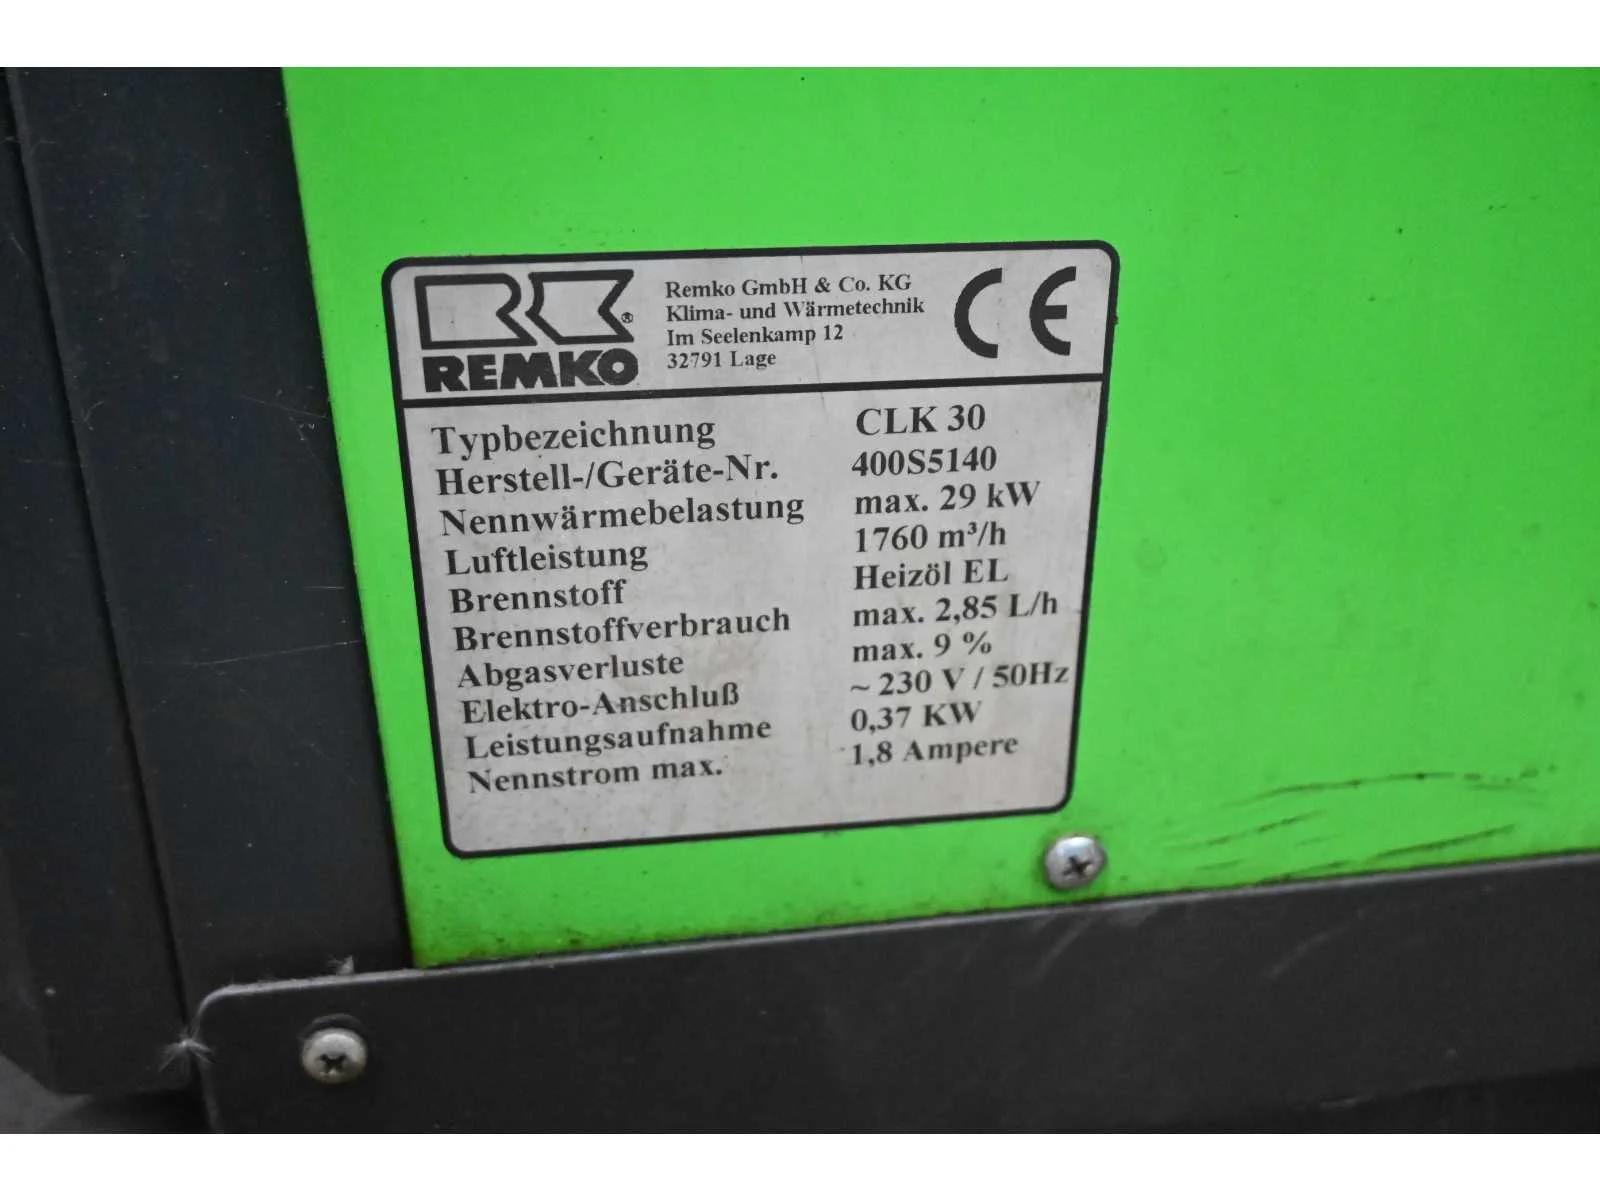 REMKO
®
Remko GmbH & Co. KG
Klima- und Wärmetechnik
Im Seelenkamp 12
32791 Lage
CE
Typbezeichnung CLK 30
Herstell-/Geräte-Nr. 400S5140
Nennwärmebelastung max. 29 kW
Luftleistung 1760 m³/h
Brennstoff Heizöl EL
Brennstoffverbrauch max. 2,85 L/h
Abgasverluste max. 9 %
Elektro-Anschluß ~ 230 V / 50Hz
Leistungsaufnahme 0,37 KW
Nennstrom max. 1,8 Ampere